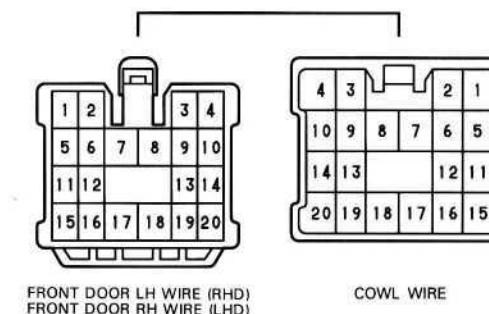 1 2 3 4
5 6 7 8 9 10
11 12 13 14
15 16 17 18 19 20
FRONT DOOR LH WIRE (RHD)
FRONT DOOR RH WIRE (LHD)
4 3 2 1
10 9 8 7 6 5
14 13 12 11
20 19 18 17 16 15
COWL WIRE